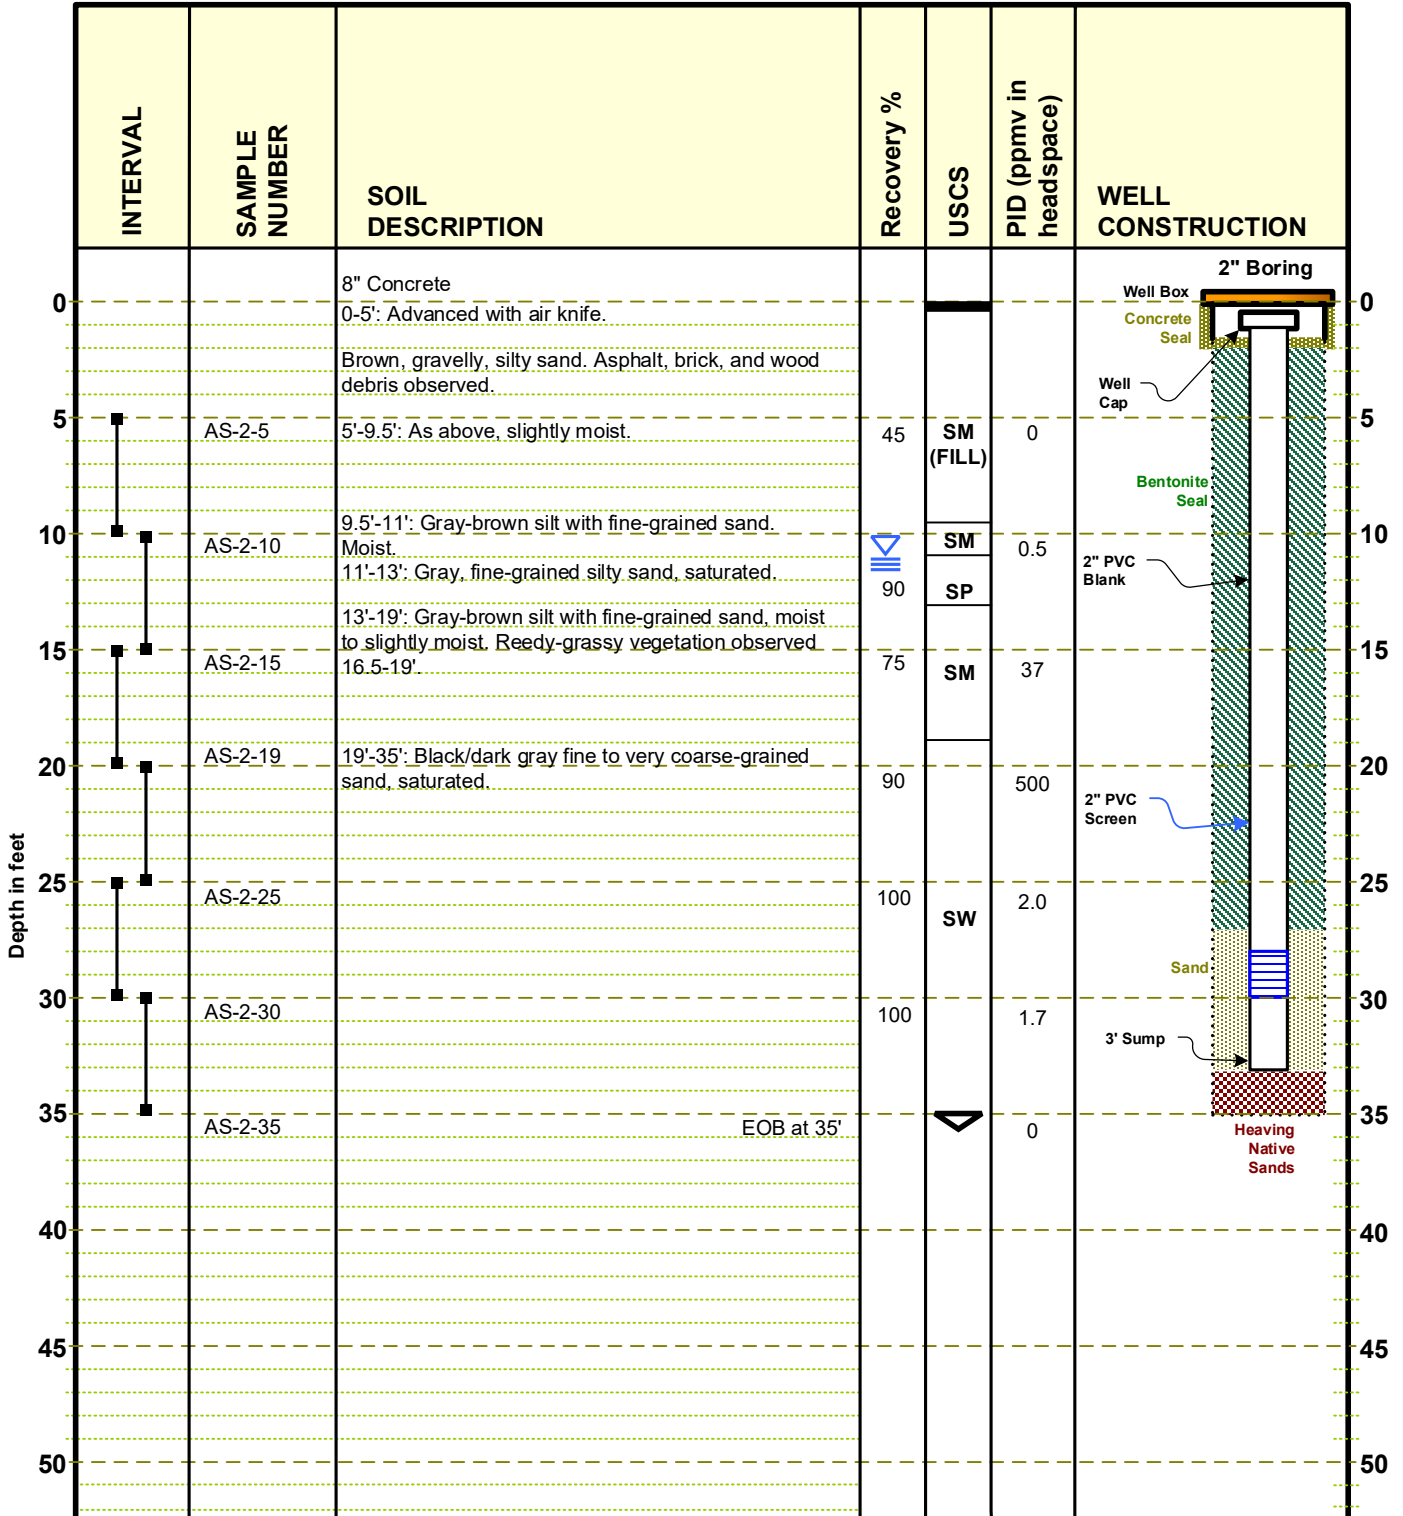 INTERVAL
SAMPLE
NUMBER
SOIL
DESCRIPTION
Recovery %
USCS
PID (ppmv in
headspace)
WELL
CONSTRUCTION
Depth in feet
8" Concrete
2" Boring
Well Box
0
0-5': Advanced with air knife.
0
Concrete
Seal
Brown, gravelly, silty sand. Asphalt, brick, and wood
debris observed.
Well
Cap
5
AS-2-5
5'-9.5': As above, slightly moist.
45
SM
(FILL)
0
5
Bentonite
Seal
9.5'-11': Gray-brown silt with fine-grained sand.
Moist.
10
AS-2-10
SM
0.5
10
11'-13': Gray, fine-grained silty sand, saturated.
90
SP
2" PVC
Blank
13'-19': Gray-brown silt with fine-grained sand, moist
to slightly moist. Reedy-grassy vegetation observed
16.5-19'.
15
AS-2-15
75
SM
37
15
AS-2-19
19'-35': Black/dark gray fine to very coarse-grained
sand, saturated.
20
90
500
20
2" PVC
Screen
25
AS-2-25
100
SW
2.0
25
Sand
30
AS-2-30
100
1.7
30
3' Sump
35
AS-2-35
EOB at 35'
0
35
Heaving
Native
Sands
40
40
45
45
50
50